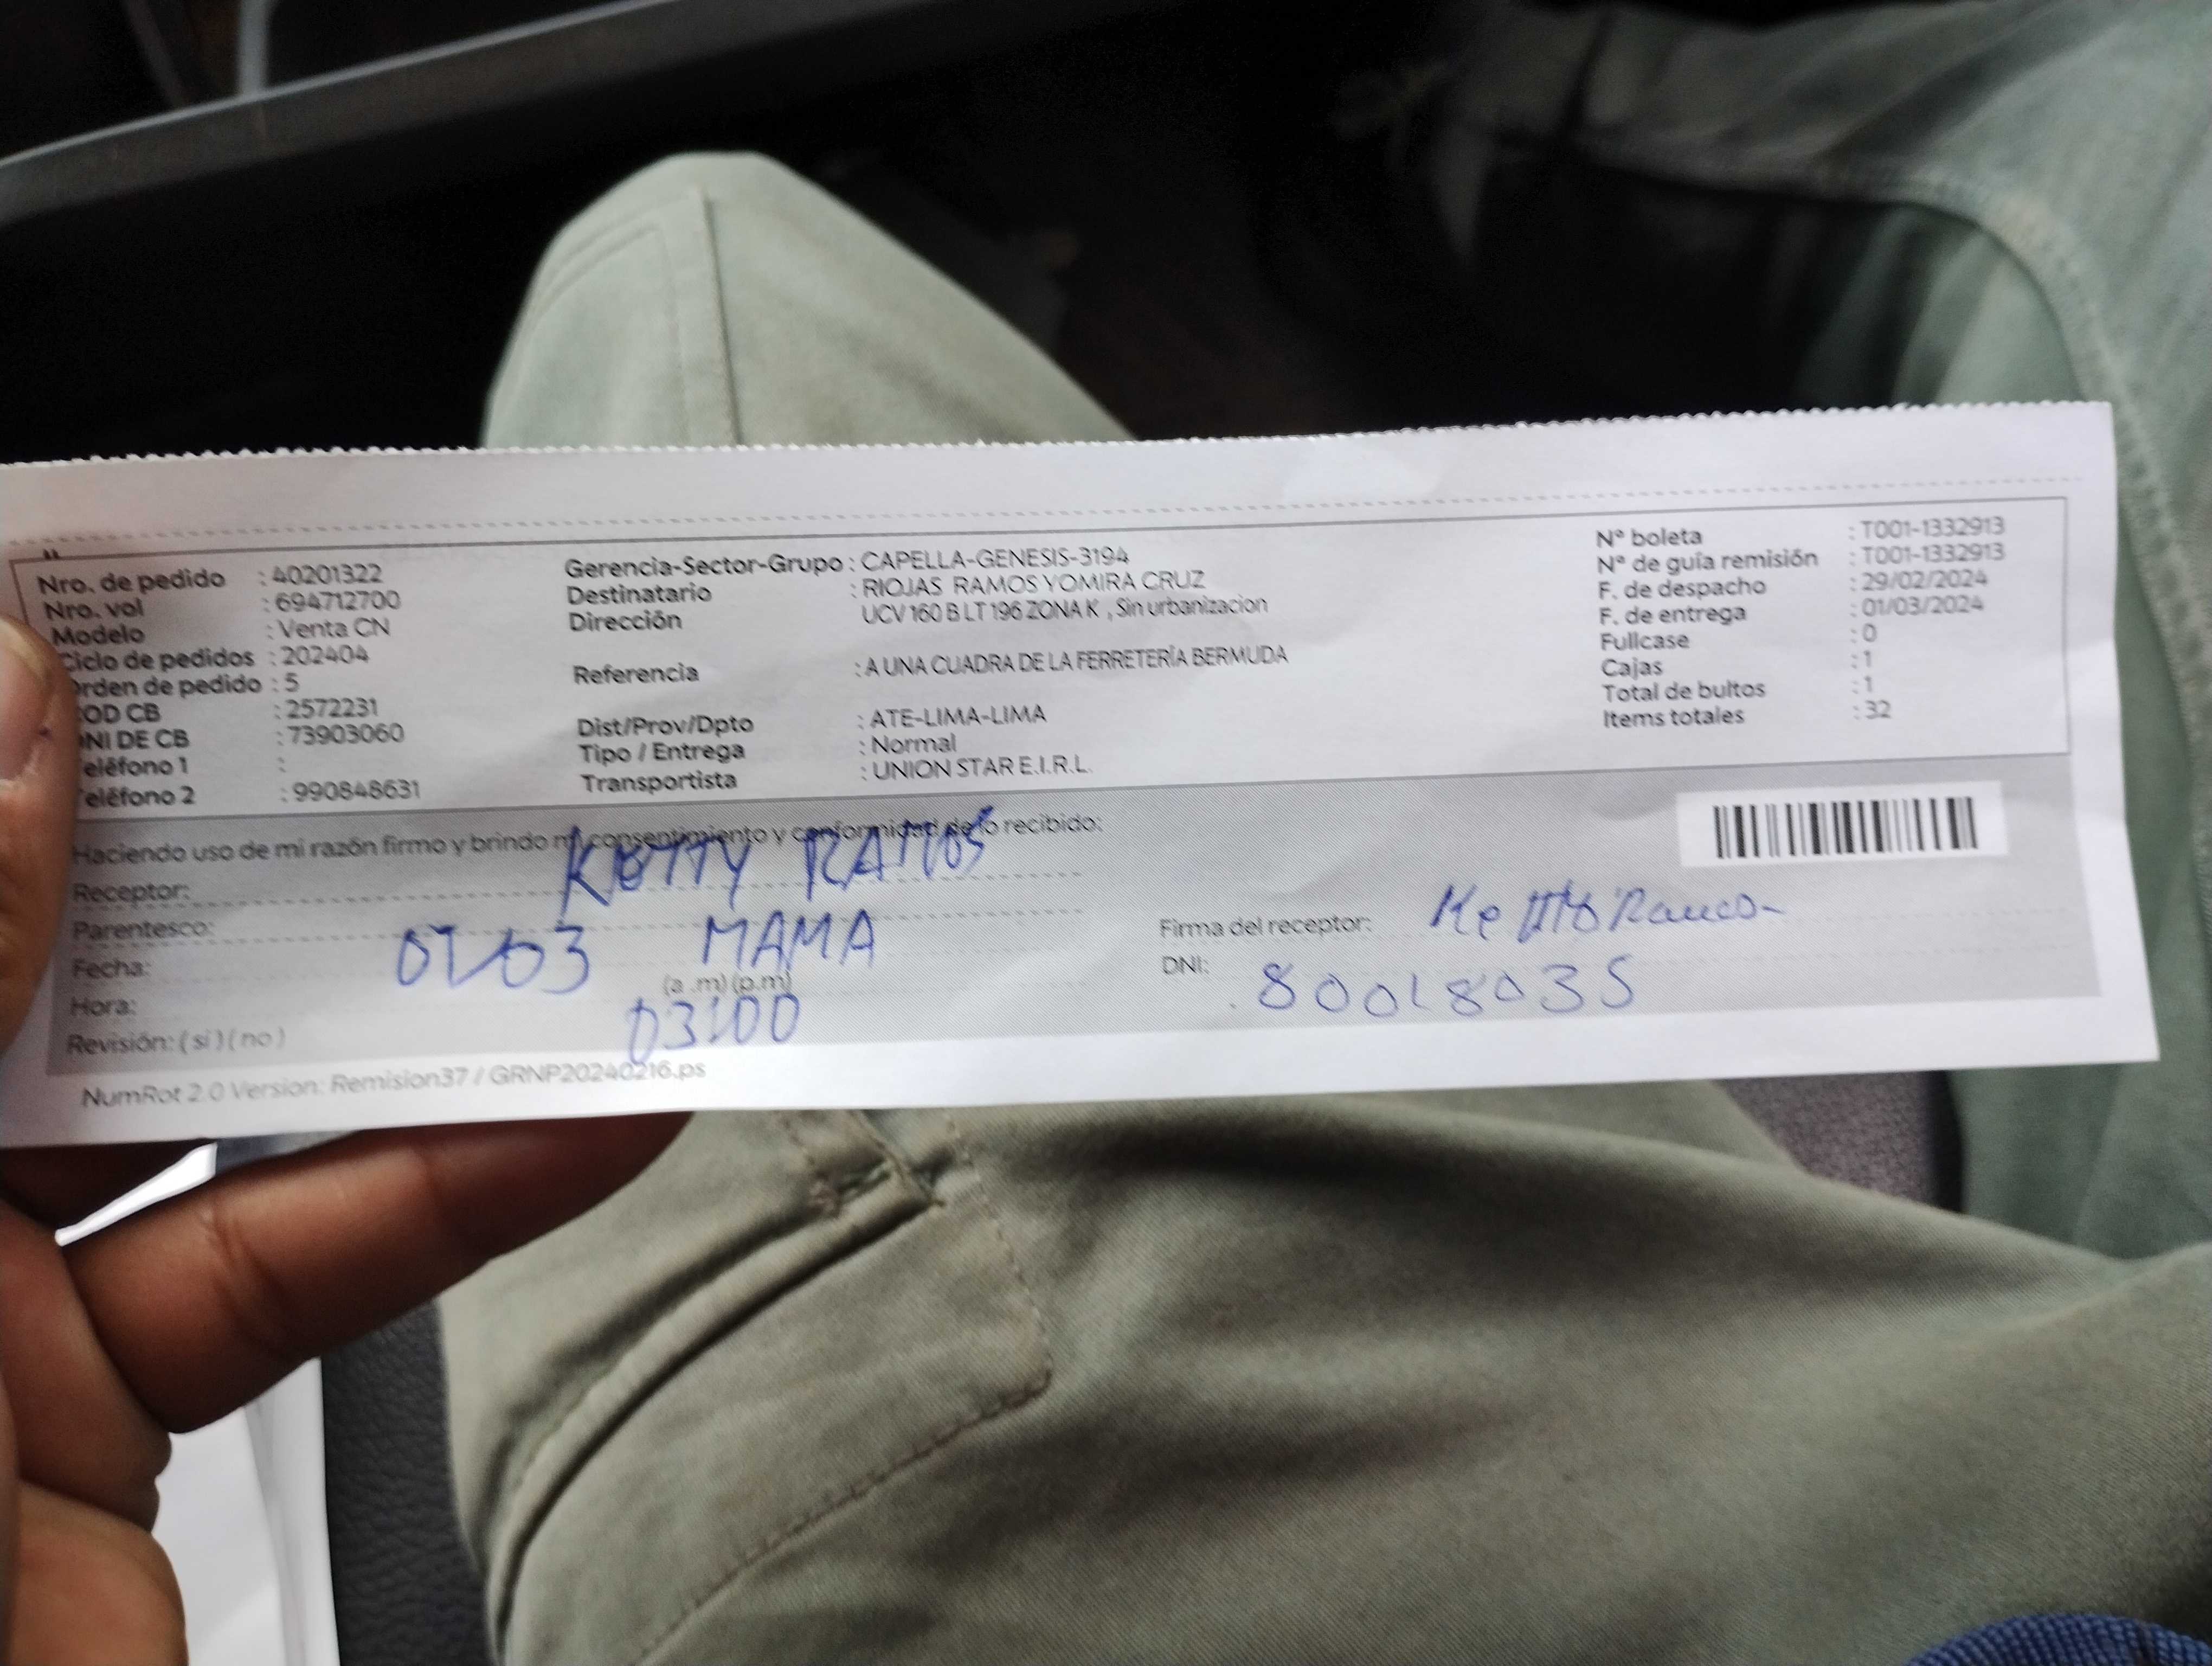 Nro. de pedido : 40201322
Nro. vol : 694712700
Modelo : Venta CN
Ciclo de pedidos : 202404
Orden de pedido : 5
COD CB : 2572231
DNI DE CB : 73903060
Teléfono 1 :
Teléfono 2 : 990848631
Gerencia-Sector-Grupo : CAPELLA-GENESIS-3194
Destinatario : RIOJAS RAMOS YOMIRA CRUZ
Dirección UCV 160 B LT 196 ZONA K , Sin urbanizacion
Referencia : A UNA CUADRA DE LA FERRETERÍA BERMUDA
Dist/Prov/Dpto : ATE-LIMA-LIMA
Tipo / Entrega : Normal
Transportista : UNION STAR E.I.R.L.
N° boleta : T001-1332913
N° de guía remisión : T001-1332913
F. de despacho : 29/02/2024
F. de entrega : 01/03/2024
Fullcase : 0
Cajas : 1
Total de bultos : 1
Items totales : 32
Haciendo uso de mi razón firmo y brindo mi consentimiento y conformidad de lo recibido:
Receptor: KETTY RAMOS
Parentesco: MAMA
Fecha: 01/03
Hora: (a .m) (p.m) 03:00
Revisión: ( si ) ( no )
Firma del receptor:
DNI: 80018035
NumRot 2.0 Version: Remision37 / GRNP20240216.ps